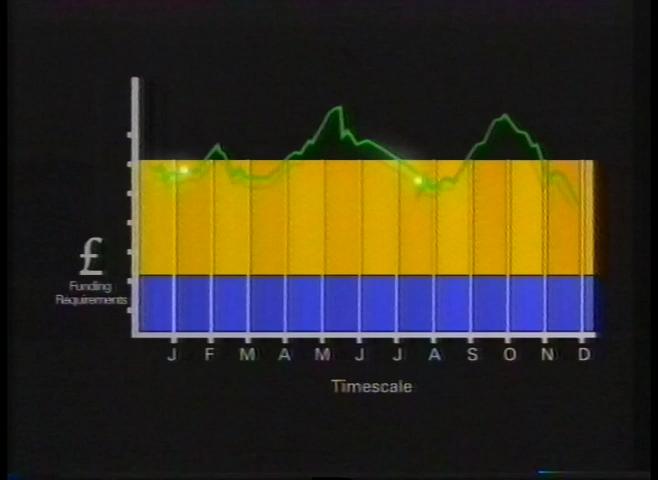 £
Funding
Requirements
J F M A M J J A S O N D
Timescale